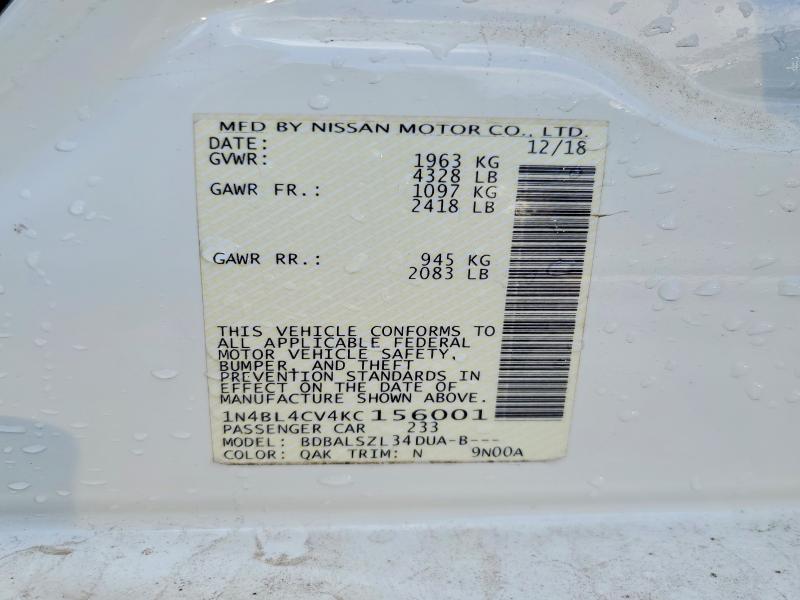 MFD BY NISSAN MOTOR CO., LTD.
DATE: 12/18
GVWR: 1963 KG
4328 LB
GAWR FR.: 1097 KG
2418 LB
GAWR RR.: 945 KG
2083 LB
THIS VEHICLE CONFORMS TO
ALL APPLICABLE FEDERAL
MOTOR VEHICLE SAFETY,
BUMPER, AND THEFT
PREVENTION STANDARDS IN
EFFECT ON THE DATE OF
MANUFACTURE SHOWN ABOVE.
1N4BL4CV4KC156001
PASSENGER CAR 233
MODEL: BDBALSZL34DUA-B---
COLOR: QAK TRIM: N 9N00A